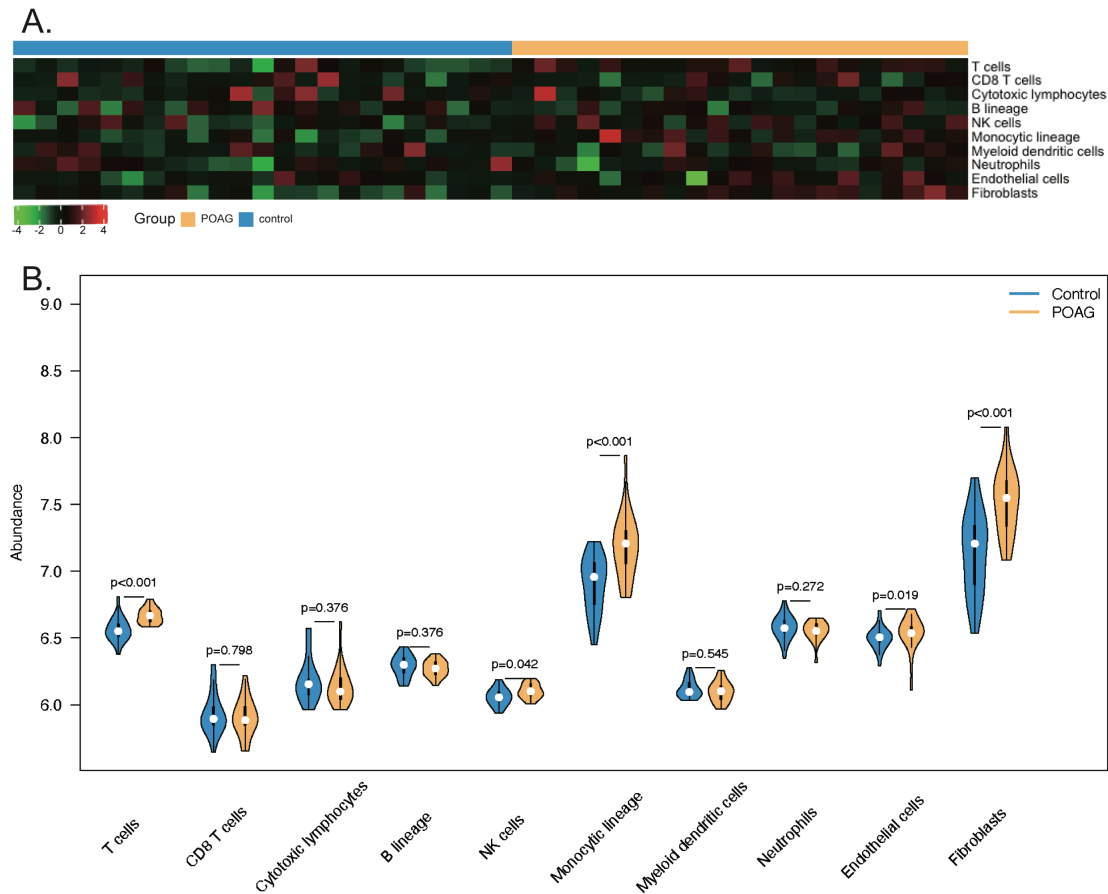 A.
T cells
CD8 T cells
Cytotoxic lymphocytes
B lineage
NK cells
Monocytic lineage
Myeloid dendritic cells
Neutrophils
Endothelial cells
Fibroblasts
-4 -2 0 2 4
Group POAG control
B.
Control
POAG
9.0
8.5
8.0
7.5
7.0
6.5
6.0
Abundance
p<0.001
p=0.798
p=0.376
p=0.376
p=0.042
p<0.001
p=0.545
p=0.272
p=0.019
p<0.001
T cells
CD8 T cells
Cytotoxic lymphocytes
B lineage
NK cells
Monocytic lineage
Myeloid dendritic cells
Neutrophils
Endothelial cells
Fibroblasts